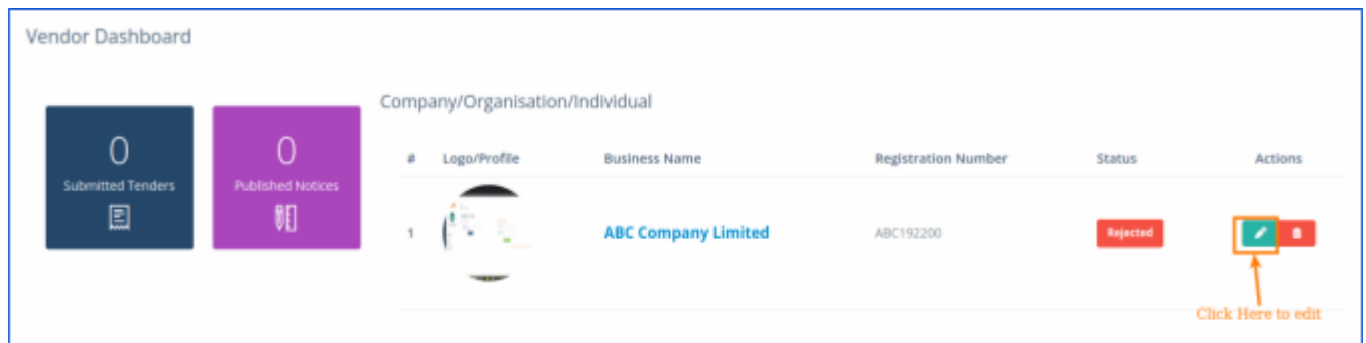 Vendor Dashboard
Company/Organisation/Individual
0
Submitted Tenders
0
Published Notices
# Logo/Profile Business Name Registration Number Status Actions
1 ABC Company Limited ABC192200 Rejected
Click Here to edit